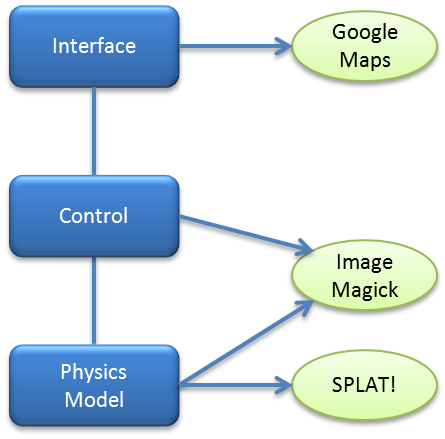 Interface
Google
Maps
Control
Image
Magick
Physics
Model
SPLAT!